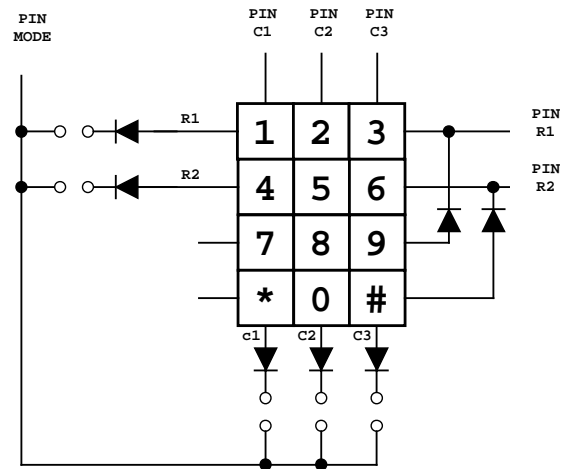 PIN
MODE
PIN
C1
PIN
C2
PIN
C3
R1
1 2 3
PIN
R1
R2
4 5 6
PIN
R2
7 8 9
* 0 #
c1 C2 C3